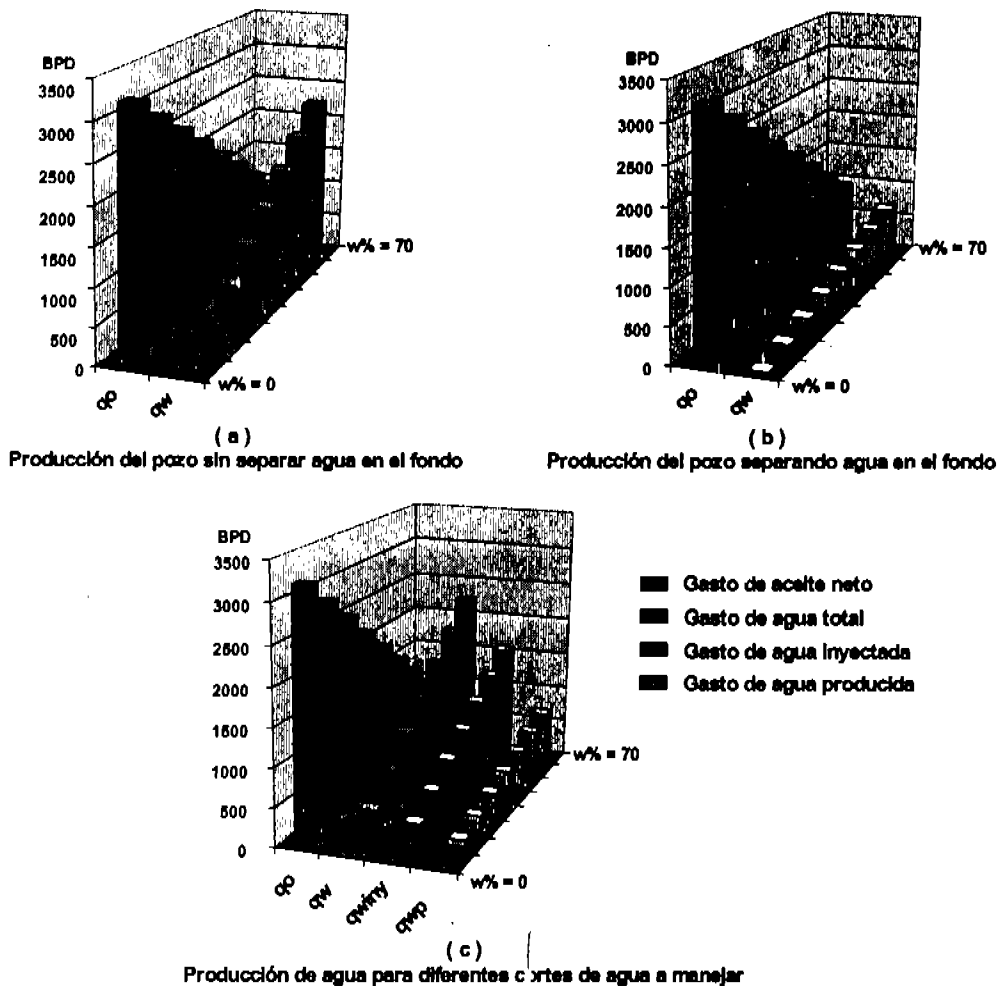 BPD
3500
3000
2500
2000
1500
1000
500
0
qo
qw
w% = 0
w% = 70
( a )
Producción del pozo sin separar agua en el fondo
BPD
3500
3000
2500
2000
1500
1000
500
0
qo
qw
w% = 0
w% = 70
( b )
Producción del pozo separando agua en el fondo
BPD
3500
3000
2500
2000
1500
1000
500
0
qo
qw
qwiny
qwp
w% = 0
w% = 70
Gasto de aceite neto
Gasto de agua total
Gasto de agua inyectada
Gasto de agua producida
( c )
Producción de agua para diferentes cortes de agua a manejar